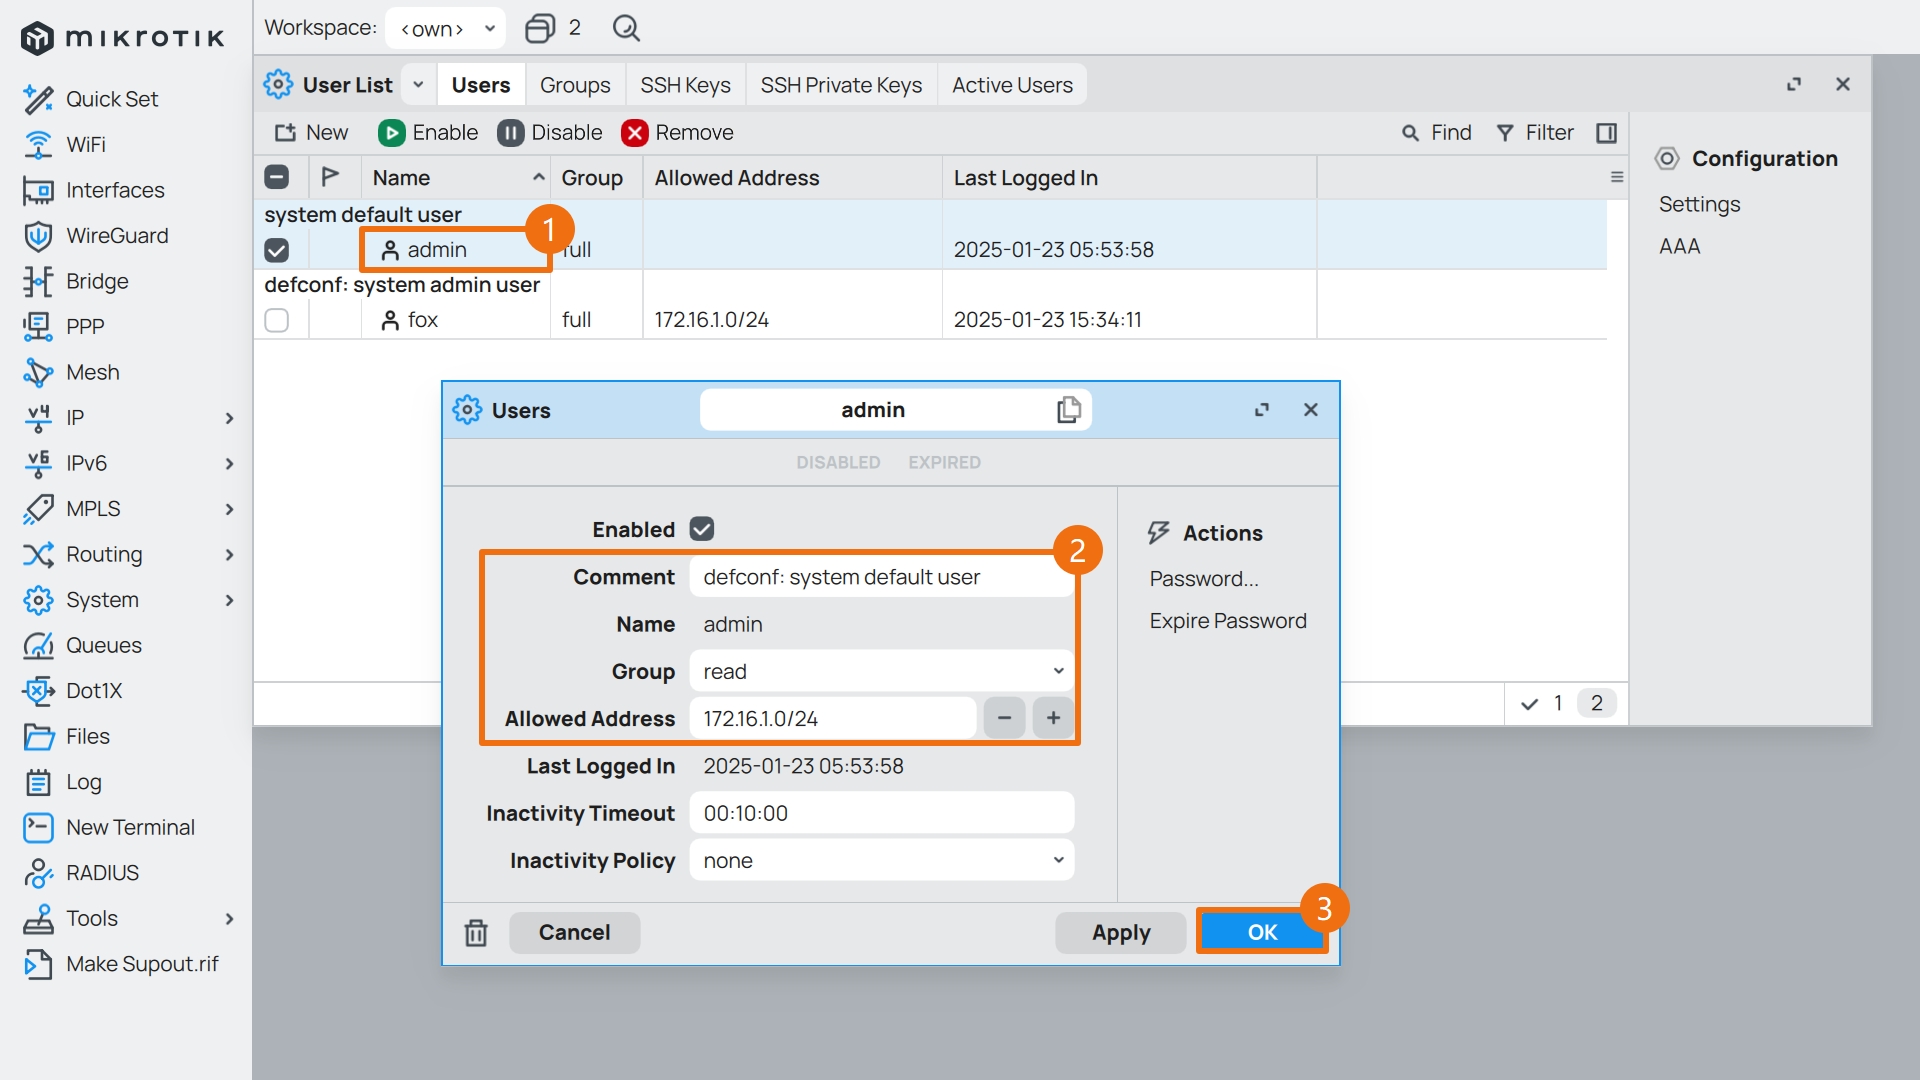 mikrotik
Quick Set
WiFi
Interfaces
WireGuard
Bridge
PPP
Mesh
IP
IPv6
MPLS
Routing
System
Queues
Dot1X
Files
Log
New Terminal
RADIUS
Tools
Make Supout.rif
Workspace: <own> 2
User List Users Groups SSH Keys SSH Private Keys Active Users
New Enable Disable Remove Find Filter
Name Group Allowed Address Last Logged In
system default user
admin full 2025-01-23 05:53:58
1
defconf: system admin user
fox full 172.16.1.0/24 2025-01-23 15:34:11
1 2
Configuration
Settings
AAA
Users admin
DISABLED EXPIRED
Enabled
2
Comment defconf: system default user
Name admin
Group read
Allowed Address 172.16.1.0/24 − +
Last Logged In 2025-01-23 05:53:58
Inactivity Timeout 00:10:00
Inactivity Policy none
Actions
Password...
Expire Password
Cancel Apply OK
3